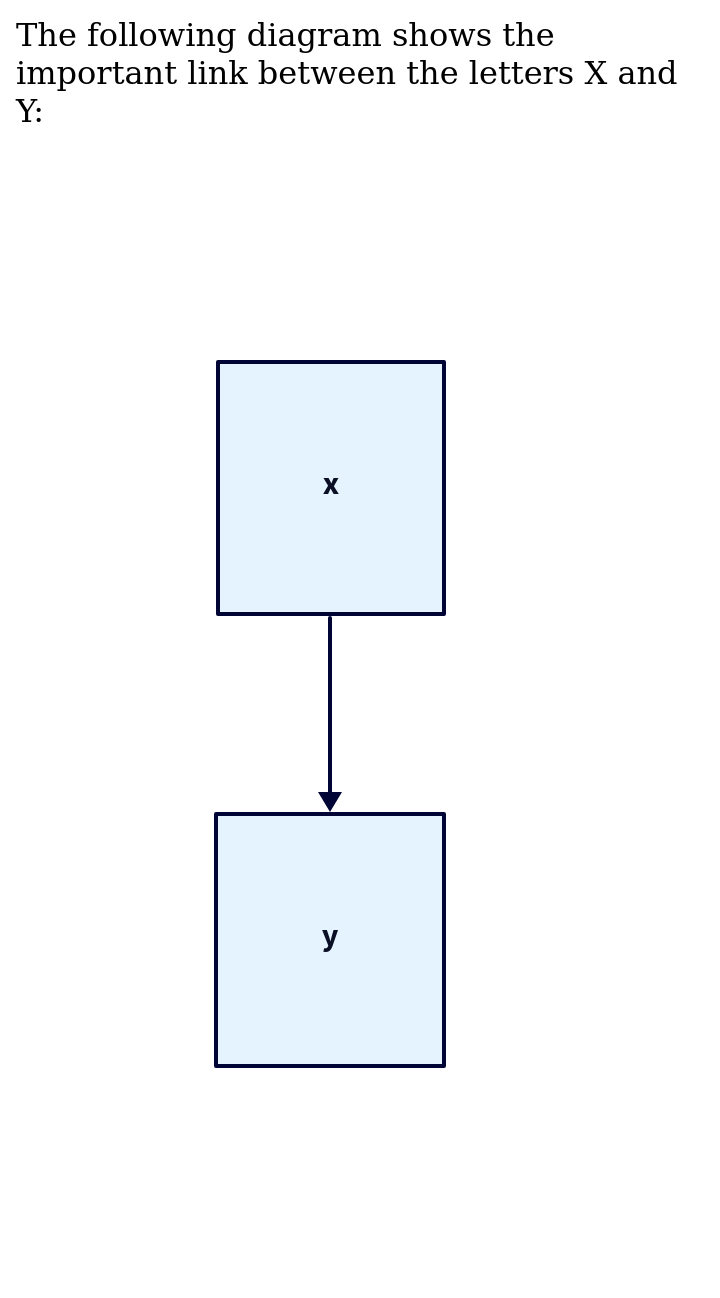 The following diagram shows the
important link between the letters X and
Y:
x
y